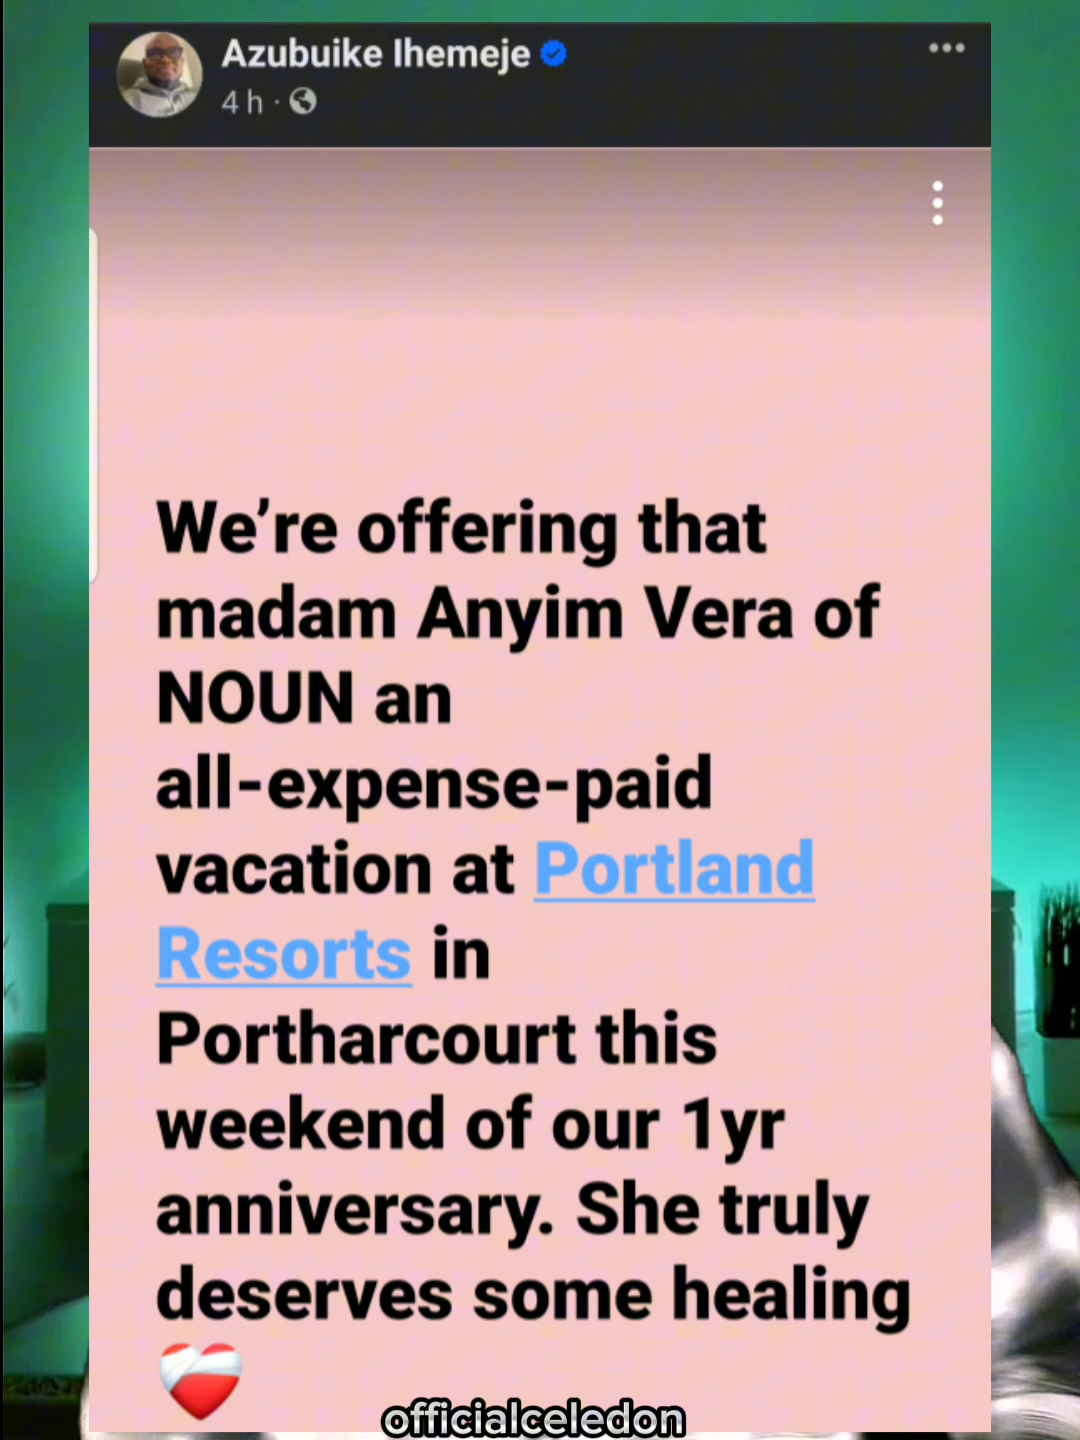 Azubuike Ihemeje
4 h ·
We’re offering that
madam Anyim Vera of
NOUN an
all-expense-paid
vacation at Portland
Resorts in
Portharcourt this
weekend of our 1yr
anniversary. She truly
deserves some healing
❤️‍🩹
officialceledon